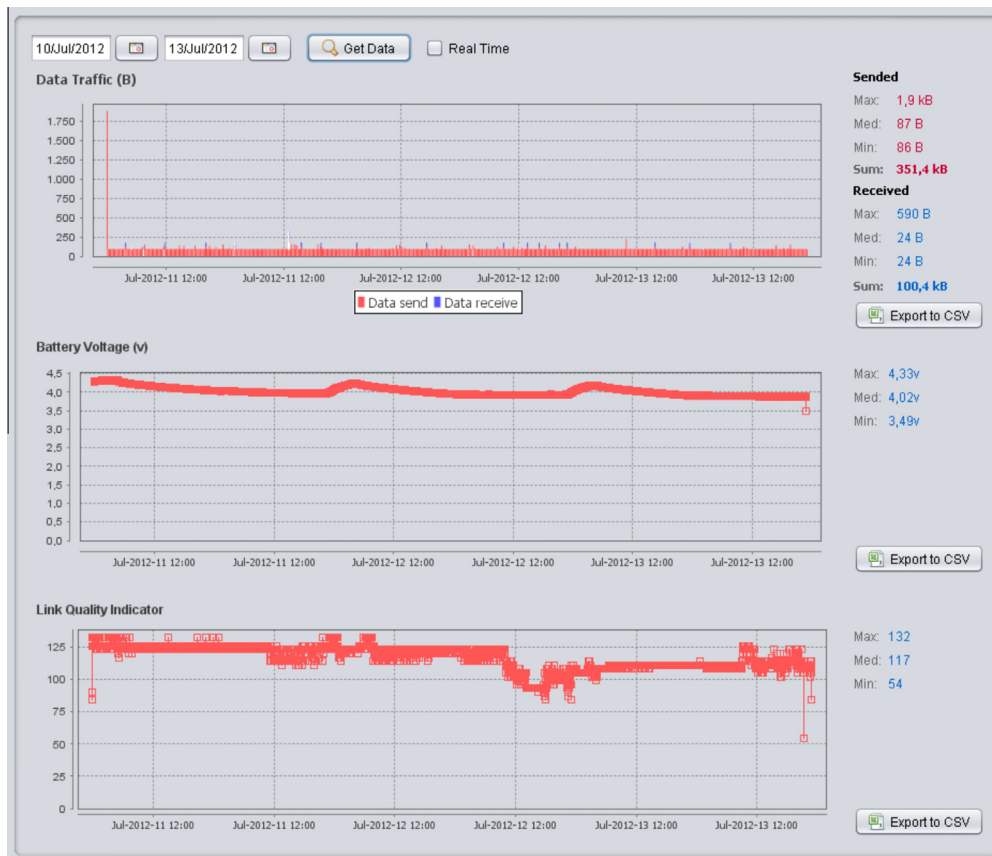 10/Jul/2012 13/Jul/2012 Get Data Real Time
Data Traffic (B)
1.750
1.500
1.250
1.000
750
500
250
0
Jul-2012-11 12:00 Jul-2012-11 12:00 Jul-2012-12 12:00 Jul-2012-12 12:00 Jul-2012-13 12:00 Jul-2012-13 12:00
Data send Data receive
Sended
Max: 1,9 kB
Med: 87 B
Min: 86 B
Sum: 351,4 kB
Received
Max: 590 B
Med: 24 B
Min: 24 B
Sum: 100,4 kB
Export to CSV
Battery Voltage (v)
4,5
4,0
3,5
3,0
2,5
2,0
1,5
1,0
0,5
0,0
Jul-2012-11 12:00 Jul-2012-11 12:00 Jul-2012-12 12:00 Jul-2012-12 12:00 Jul-2012-13 12:00 Jul-2012-13 12:00
Max: 4,33v
Med: 4,02v
Min: 3,49v
Export to CSV
Link Quality Indicator
125
100
75
50
25
0
Jul-2012-11 12:00 Jul-2012-11 12:00 Jul-2012-12 12:00 Jul-2012-12 12:00 Jul-2012-13 12:00 Jul-2012-13 12:00
Max: 132
Med: 117
Min: 54
Export to CSV